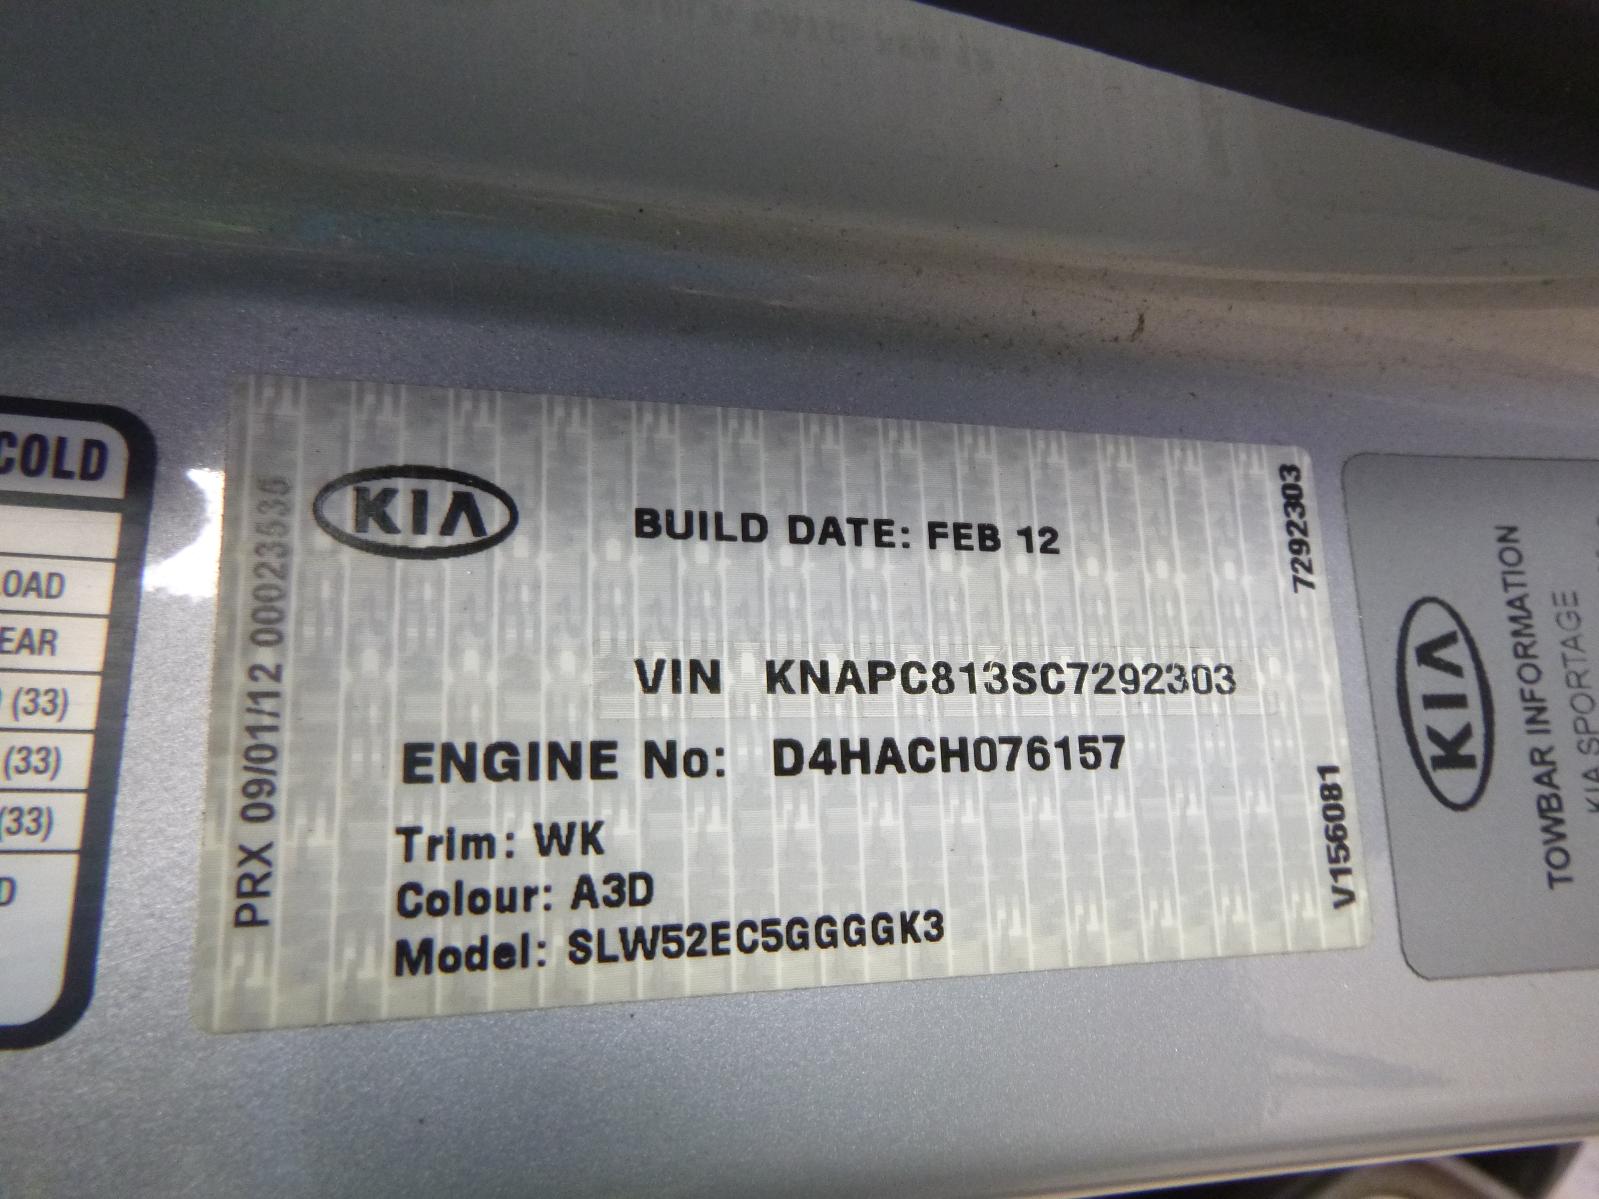 COLD
OAD
EAR
(33)
(33)
(33)
D
PRX 09/01/12 00023536
KIA
BUILD DATE: FEB 12
VIN KNAPC813SC7292303
ENGINE No: D4HACH076157
Trim: WK
Colour: A3D
Model: SLW52EC5GGGGK3
7292303
V156081
KIA
TOWBAR INFORMATION
KIA SPORTAGE